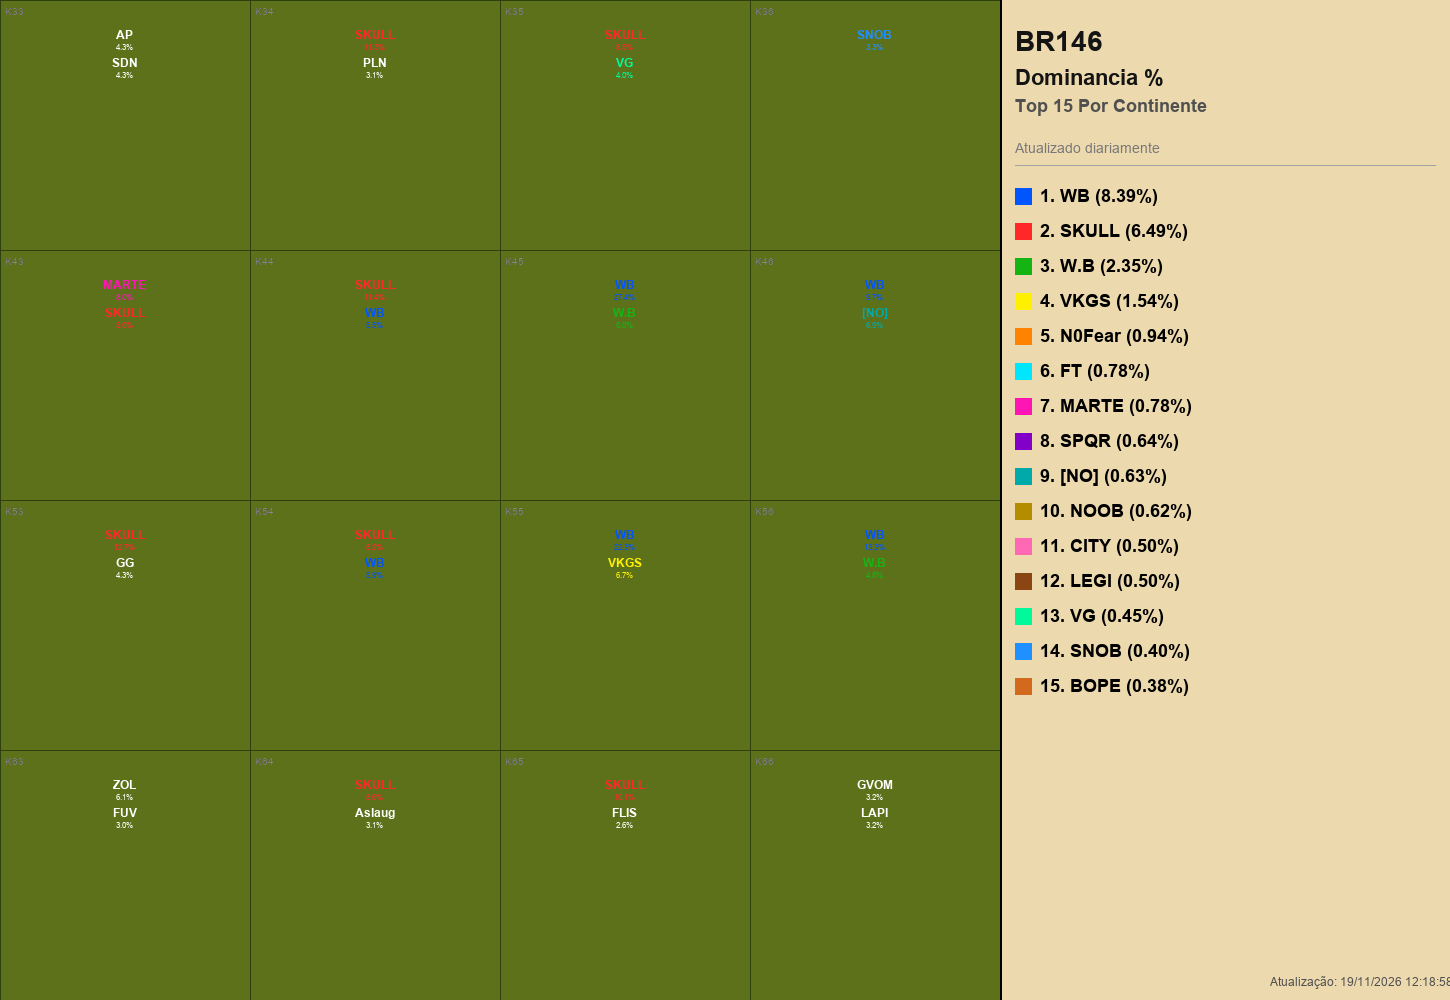 K33
AP
4.3%
SDN
4.3%
K34
SKULL
PLN
3.1%
K35
SKULL
VG
4.0%
K36
SNOB
K43
MARTE
SKULL
K44
SKULL
WB
K45
WB
W.B
K46
WB
[NO]
K53
SKULL
GG
4.3%
K54
SKULL
WB
K55
WB
VKGS
6.7%
K56
WB
W.B
K63
ZOL
6.1%
FUV
3.0%
K64
SKULL
Aslaug
3.1%
K65
SKULL
FLIS
2.6%
K66
GVOM
3.2%
LAPI
3.2%
BR146
Dominancia %
Top 15 Por Continente
Atualizado diariamente
1. WB (8.39%)
2. SKULL (6.49%)
3. W.B (2.35%)
4. VKGS (1.54%)
5. N0Fear (0.94%)
6. FT (0.78%)
7. MARTE (0.78%)
8. SPQR (0.64%)
9. [NO] (0.63%)
10. NOOB (0.62%)
11. CITY (0.50%)
12. LEGI (0.50%)
13. VG (0.45%)
14. SNOB (0.40%)
15. BOPE (0.38%)
Atualização: 19/11/2026 12:18:58